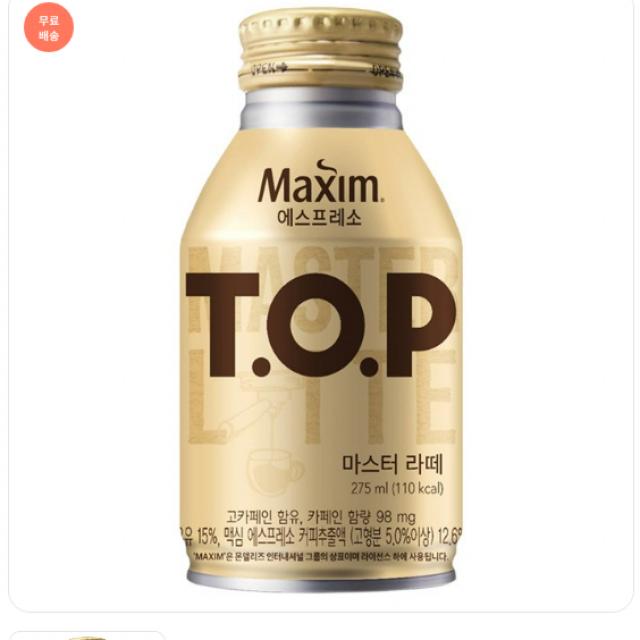 무료
배송
OPEN
OPEN
Maxim.
에스프레소
MASTER
LATTE
T.O.P
마스터 라떼
275 ml (110 kcal)
고카페인 함유, 카페인 함량 98 mg
15%, 맥심 에스프레소 커피추출액 (고형분 5.0%이상)
"MAXIM"은 몬델리즈 인터내셔널 그룹의 상표이며 라이선스 하에 사용됩니다.